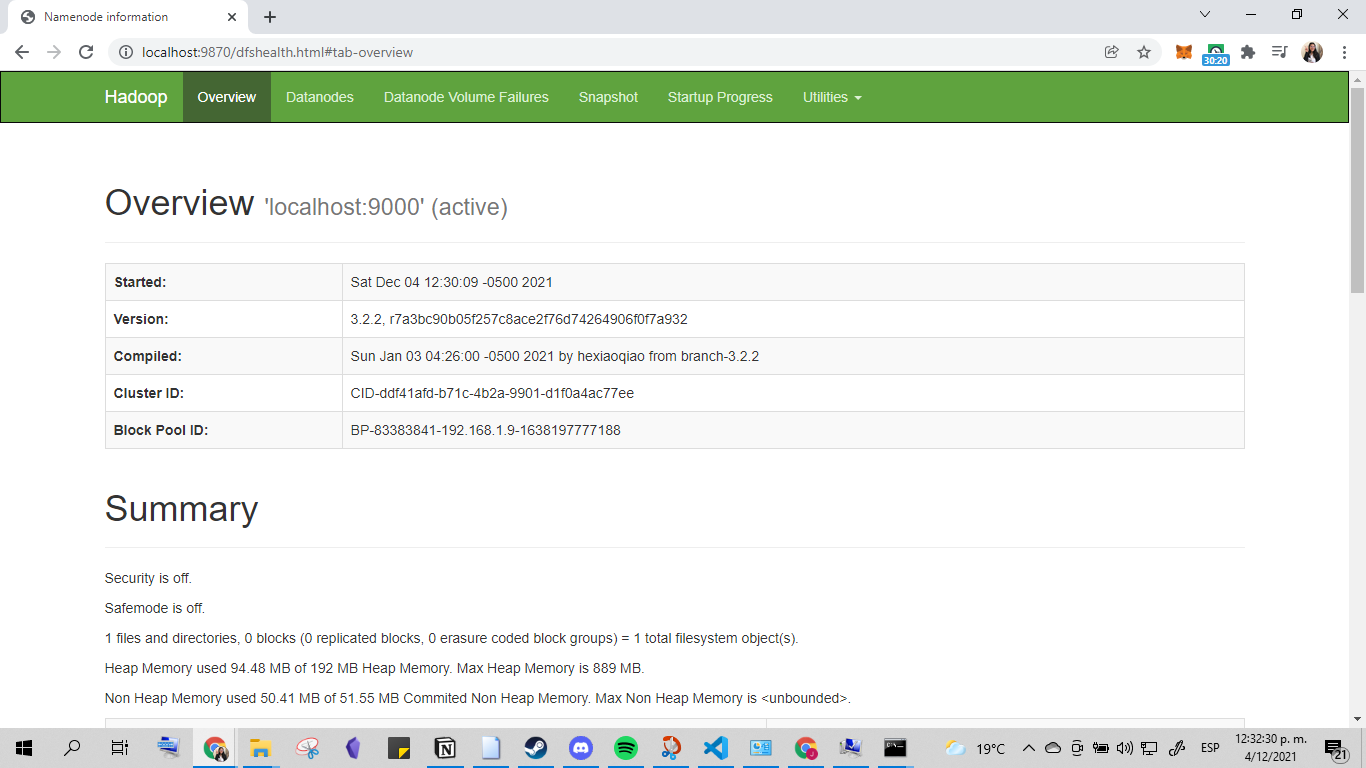 Namenode information
localhost:9870/dfshealth.html#tab-overview
30:20
Hadoop Overview Datanodes Datanode Volume Failures Snapshot Startup Progress Utilities
Overview 'localhost:9000' (active)
Started: Sat Dec 04 12:30:09 -0500 2021
Version: 3.2.2, r7a3bc90b05f257c8ace2f76d74264906f0f7a932
Compiled: Sun Jan 03 04:26:00 -0500 2021 by hexiaoqiao from branch-3.2.2
Cluster ID: CID-ddf41afd-b71c-4b2a-9901-d1f0a4ac77ee
Block Pool ID: BP-83383841-192.168.1.9-1638197777188
Summary
Security is off.
Safemode is off.
1 files and directories, 0 blocks (0 replicated blocks, 0 erasure coded block groups) = 1 total filesystem object(s).
Heap Memory used 94.48 MB of 192 MB Heap Memory. Max Heap Memory is 889 MB.
Non Heap Memory used 50.41 MB of 51.55 MB Commited Non Heap Memory. Max Non Heap Memory is <unbounded>.
19°C ESP 12:32:30 p. m.
4/12/2021 21